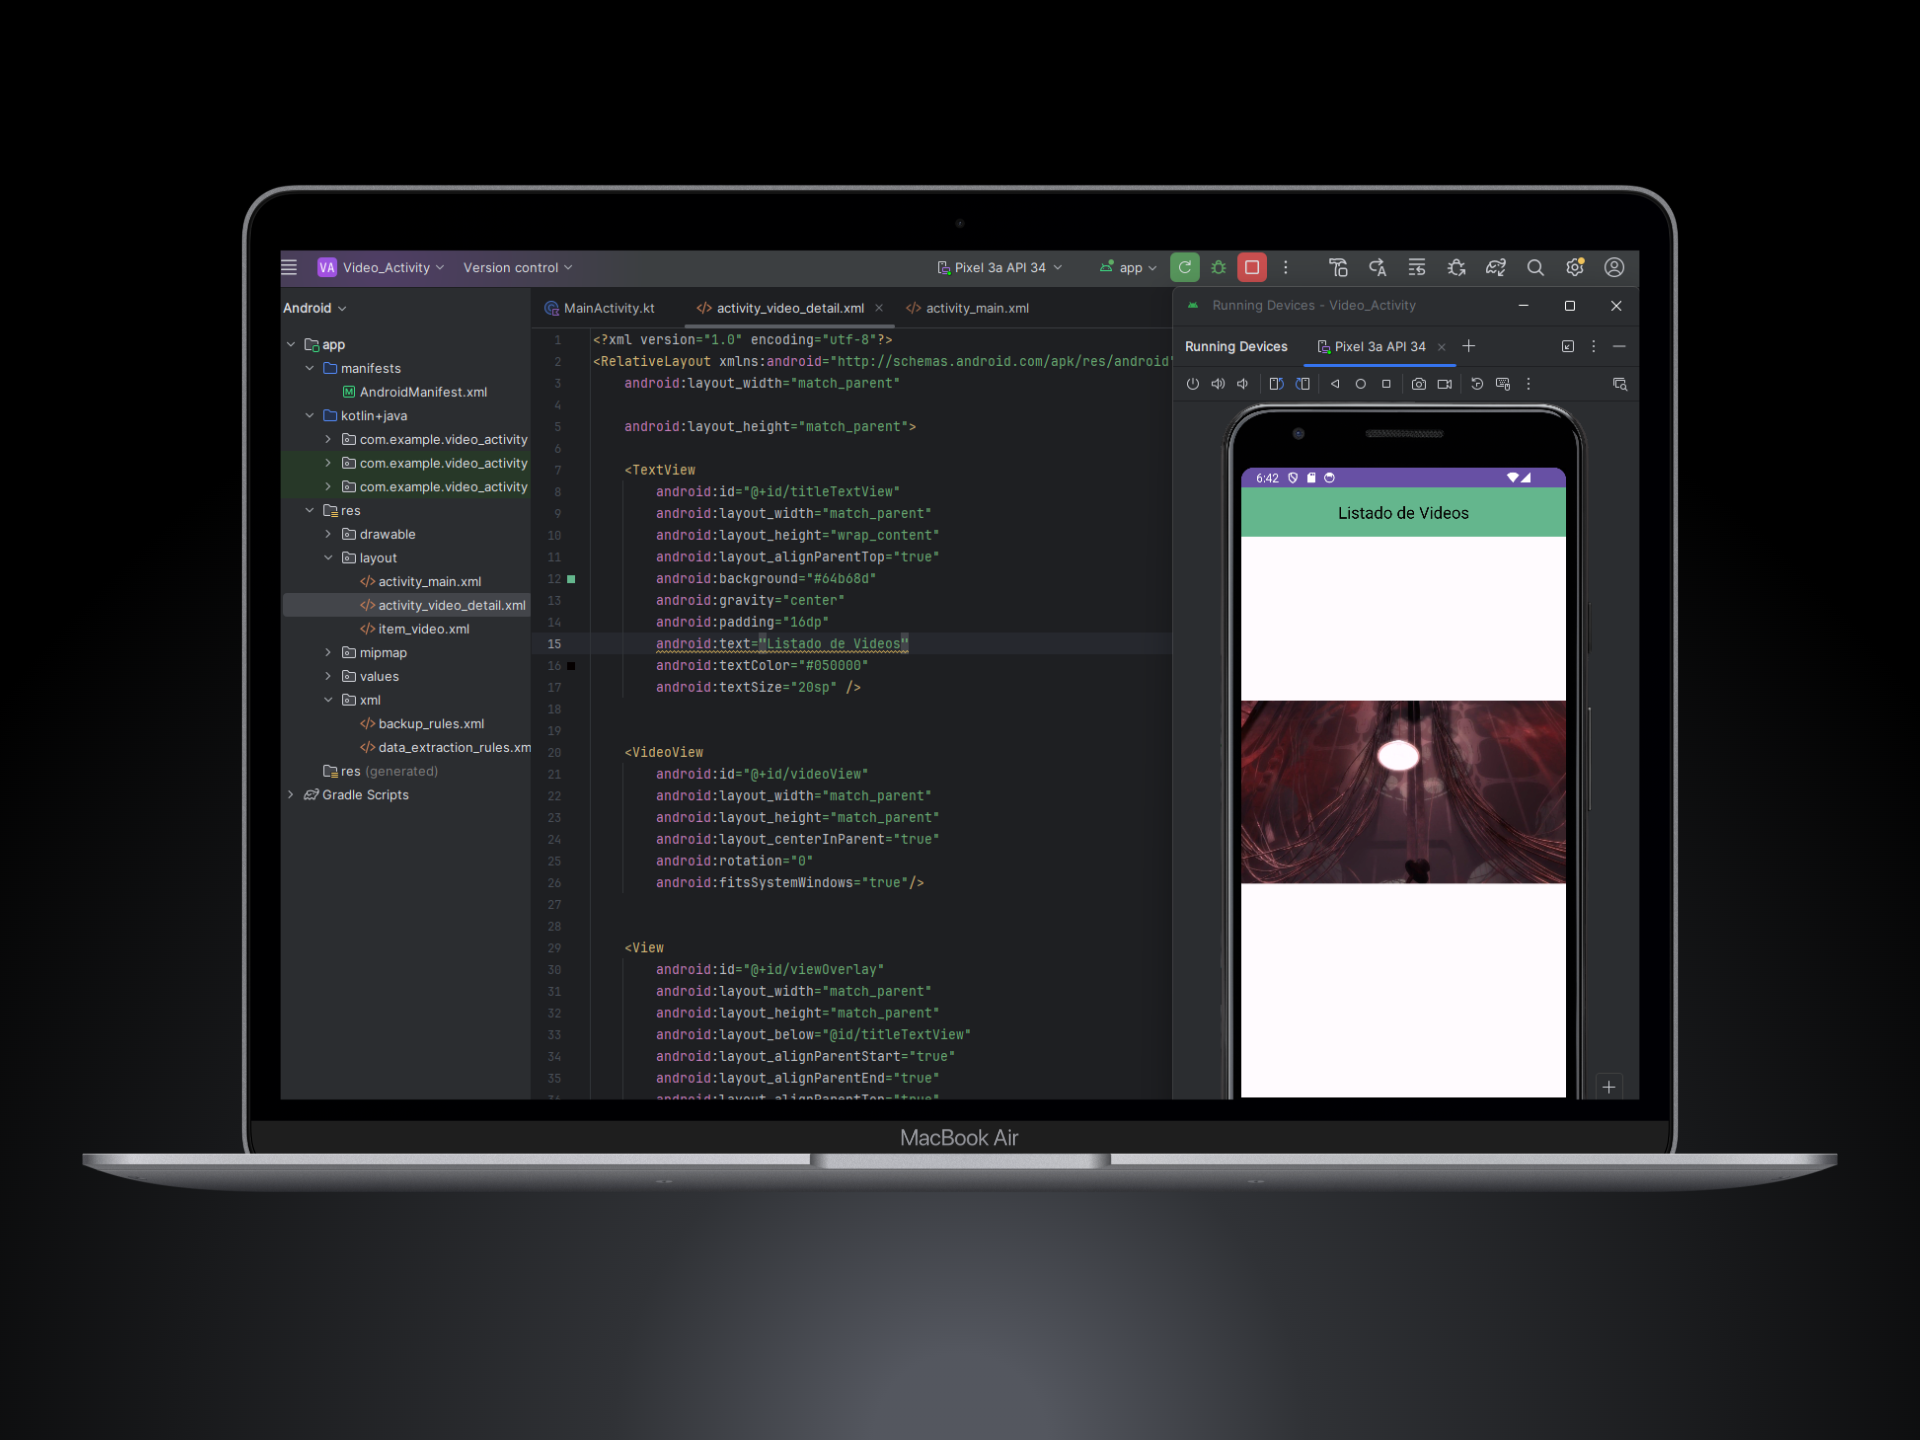 VA Video_Activity Version control Pixel 3a API 34 app
Android
app
manifests
AndroidManifest.xml
kotlin+java
com.example.video_activity
com.example.video_activity
com.example.video_activity
res
drawable
layout
activity_main.xml
activity_video_detail.xml
item_video.xml
mipmap
values
xml
backup_rules.xml
data_extraction_rules.xm
res (generated)
Gradle Scripts
MainActivity.kt activity_video_detail.xml activity_main.xml
1 <?xml version="1.0" encoding="utf-8"?>
2 <RelativeLayout xmlns:android="http://schemas.android.com/apk/res/android"
3 android:layout_width="match_parent"
4
5 android:layout_height="match_parent">
6
7 <TextView
8 android:id="@+id/titleTextView"
9 android:layout_width="match_parent"
10 android:layout_height="wrap_content"
11 android:layout_alignParentTop="true"
12 android:background="#64b68d"
13 android:gravity="center"
14 android:padding="16dp"
15 android:text="Listado de Videos"
16 android:textColor="#050000"
17 android:textSize="20sp" />
18
19
20 <VideoView
21 android:id="@+id/videoView"
22 android:layout_width="match_parent"
23 android:layout_height="match_parent"
24 android:layout_centerInParent="true"
25 android:rotation="0"
26 android:fitsSystemWindows="true"/>
27
28
29 <View
30 android:id="@+id/viewOverlay"
31 android:layout_width="match_parent"
32 android:layout_height="match_parent"
33 android:layout_below="@id/titleTextView"
34 android:layout_alignParentStart="true"
35 android:layout_alignParentEnd="true"
android:layout_alignParentTop="true"
Running Devices - Video_Activity
Running Devices Pixel 3a API 34
6:42
Listado de Videos
MacBook Air